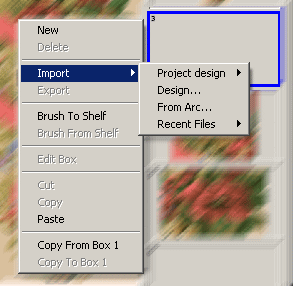 3
New
Delete
Import
Project design
Export
Design...
From Arc...
Brush To Shelf
Recent Files
Brush From Shelf
Edit Box
Cut
Copy
Paste
Copy From Box 1
Copy To Box 1